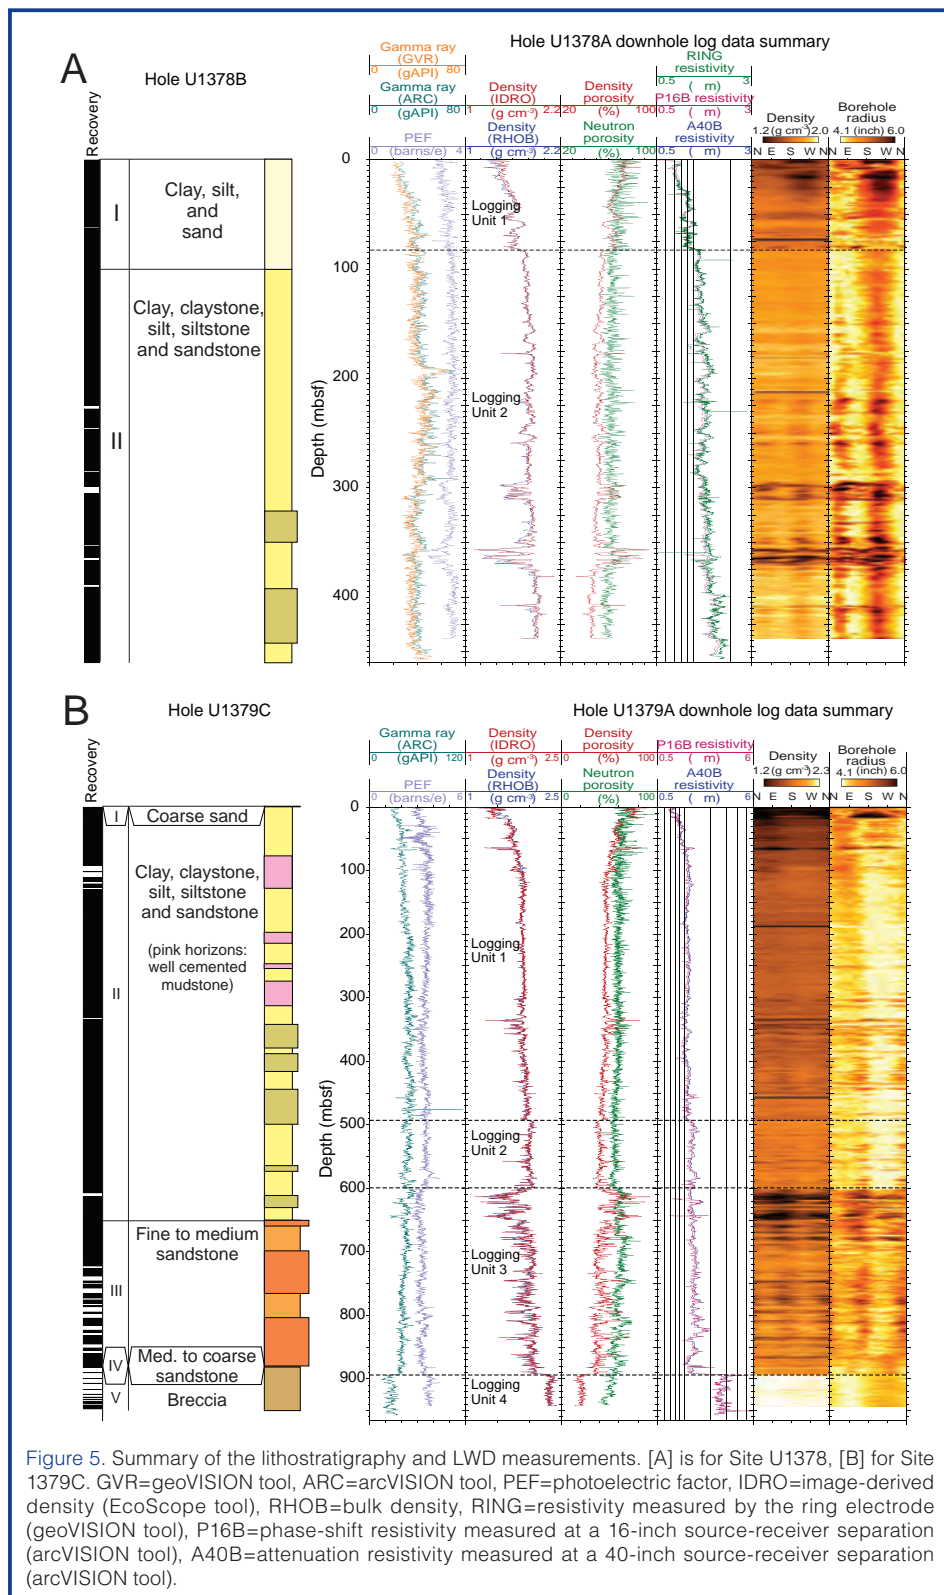 A
Hole U1378B
Hole U1378A downhole log data summary
Recovery
Gamma ray
(GVR)
0 (gAPI) 80
Gamma ray
(ARC)
0 (gAPI) 80
PEF
0 (barns/e) 4
Density
(IDRO)
1 (g cm-3) 2.2
Density
(RHOB)
1 (g cm-3) 2.2
Density
porosity
20 (%) 100
Neutron
porosity
20 (%) 100
RING
resistivity
0.5 ( m) 3
P16B resistivity
0.5 ( m) 3
A40B
resistivity
0.5 ( m) 3
Density
1.2 (g cm-3) 2.0
N E S W N
Borehole
radius
4.1 (inch) 6.0
N E S W N
I
Clay, silt,
and
sand
II
Clay, claystone,
silt, siltstone
and sandstone
Depth (mbsf)
0
100
200
300
400
Logging
Unit 1
Logging
Unit 2
B
Hole U1379C
Hole U1379A downhole log data summary
Recovery
Gamma ray
(ARC)
0 (gAPI) 120
PEF
0 (barns/e) 6
Density
(IDRO)
1 (g cm-3) 2.5
Density
(RHOB)
1 (g cm-3) 2.5
Density
porosity
0 (%) 100
Neutron
porosity
0 (%) 100
P16B resistivity
0.5 ( m) 6
A40B
resistivity
0.5 ( m) 6
Density
1.2 (g cm-3) 2.3
N E S W N
Borehole
radius
4.1 (inch) 6.0
N E S W N
I
Coarse sand
II
Clay, claystone,
silt, siltstone
and sandstone
(pink horizons:
well cemented
mudstone)
III
Fine to medium
sandstone
IV
Med. to coarse
sandstone
V
Breccia
Depth (mbsf)
0
100
200
300
400
500
600
700
800
900
Logging
Unit 1
Logging
Unit 2
Logging
Unit 3
Logging
Unit 4
Figure 5. Summary of the lithostratigraphy and LWD measurements. [A] is for Site U1378, [B] for Site
1379C. GVR=geoVISION tool, ARC=arcVISION tool, PEF=photoelectric factor, IDRO=image-derived
density (EcoScope tool), RHOB=bulk density, RING=resistivity measured by the ring electrode
(geoVISION tool), P16B=phase-shift resistivity measured at a 16-inch source-receiver separation
(arcVISION tool), A40B=attenuation resistivity measured at a 40-inch source-receiver separation
(arcVISION tool).